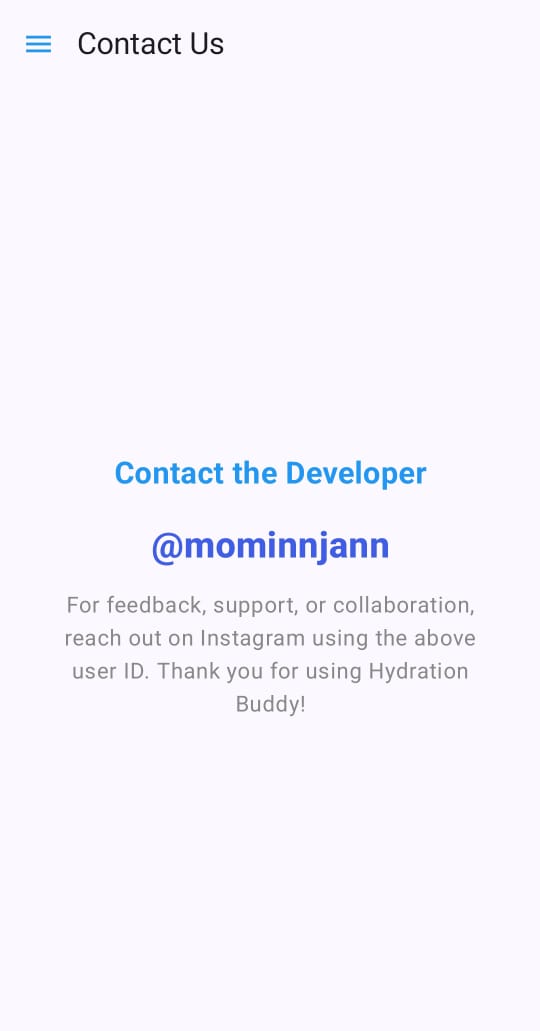 Contact Us
Contact the Developer
@mominnjann
For feedback, support, or collaboration,
reach out on Instagram using the above
user ID. Thank you for using Hydration
Buddy!